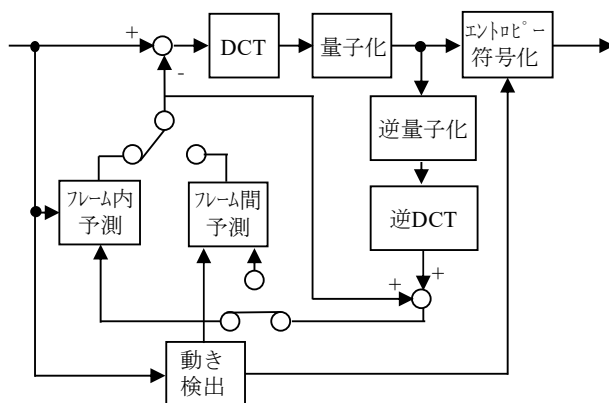 +
-
DCT
量子化
エントロピー
符号化
逆量子化
フレーム内
予測
フレーム間
予測
逆DCT
+
+
動き
検出